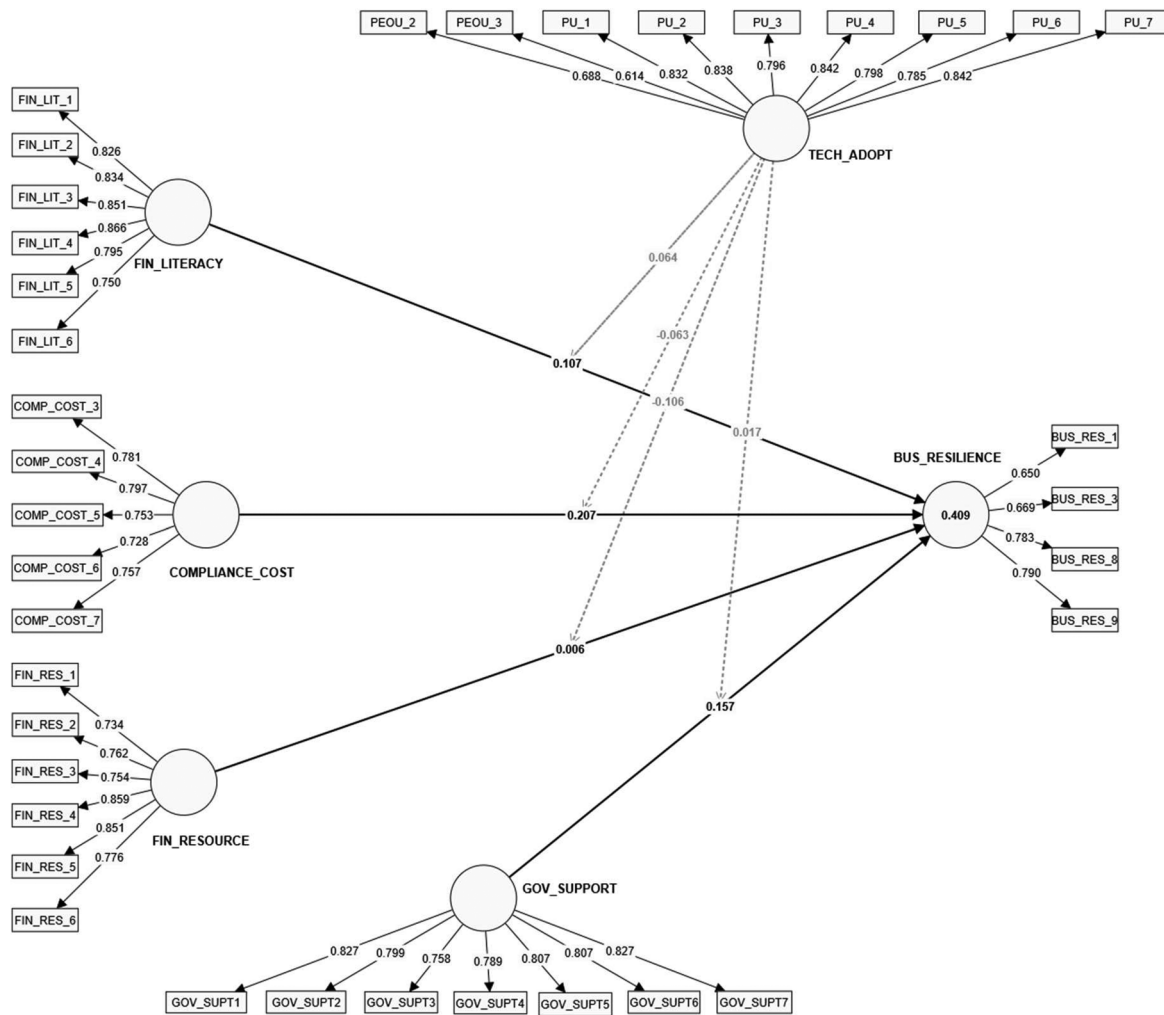 PEOU_2
PEOU_3
PU_1
PU_2
PU_3
PU_4
PU_5
PU_6
PU_7
0.688
0.614
0.832
0.838
0.796
0.842
0.798
0.785
0.842
TECH_ADOPT
FIN_LIT_1
FIN_LIT_2
FIN_LIT_3
FIN_LIT_4
FIN_LIT_5
FIN_LIT_6
0.826
0.834
0.851
0.866
0.795
0.750
FIN_LITERACY
0.064
-0.063
-0.106
0.017
0.107
COMP_COST_3
COMP_COST_4
COMP_COST_5
COMP_COST_6
COMP_COST_7
0.781
0.797
0.753
0.728
0.757
COMPLIANCE_COST
0.207
BUS_RESILIENCE
0.409
BUS_RES_1
BUS_RES_3
BUS_RES_8
BUS_RES_9
0.650
0.669
0.783
0.790
FIN_RES_1
FIN_RES_2
FIN_RES_3
FIN_RES_4
FIN_RES_5
FIN_RES_6
0.734
0.762
0.754
0.859
0.851
0.776
FIN_RESOURCE
0.006
0.157
GOV_SUPPORT
0.827
0.799
0.758
0.789
0.807
0.807
0.827
GOV_SUPT1
GOV_SUPT2
GOV_SUPT3
GOV_SUPT4
GOV_SUPT5
GOV_SUPT6
GOV_SUPT7